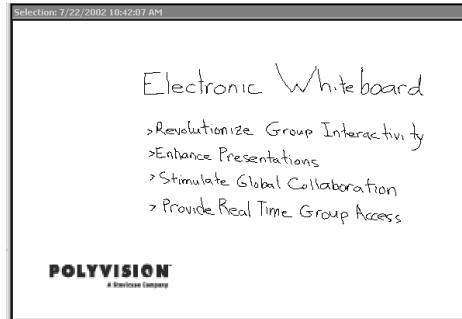 Selection: 7/22/2002 10:42:07 AM
Electronic Whiteboard
>Revolutionize Group Interactivity
>Enhance Presentations
>Stimulate Global Collaboration
>Provide Real Time Group Access
POLYVISION
A Steelcase Company